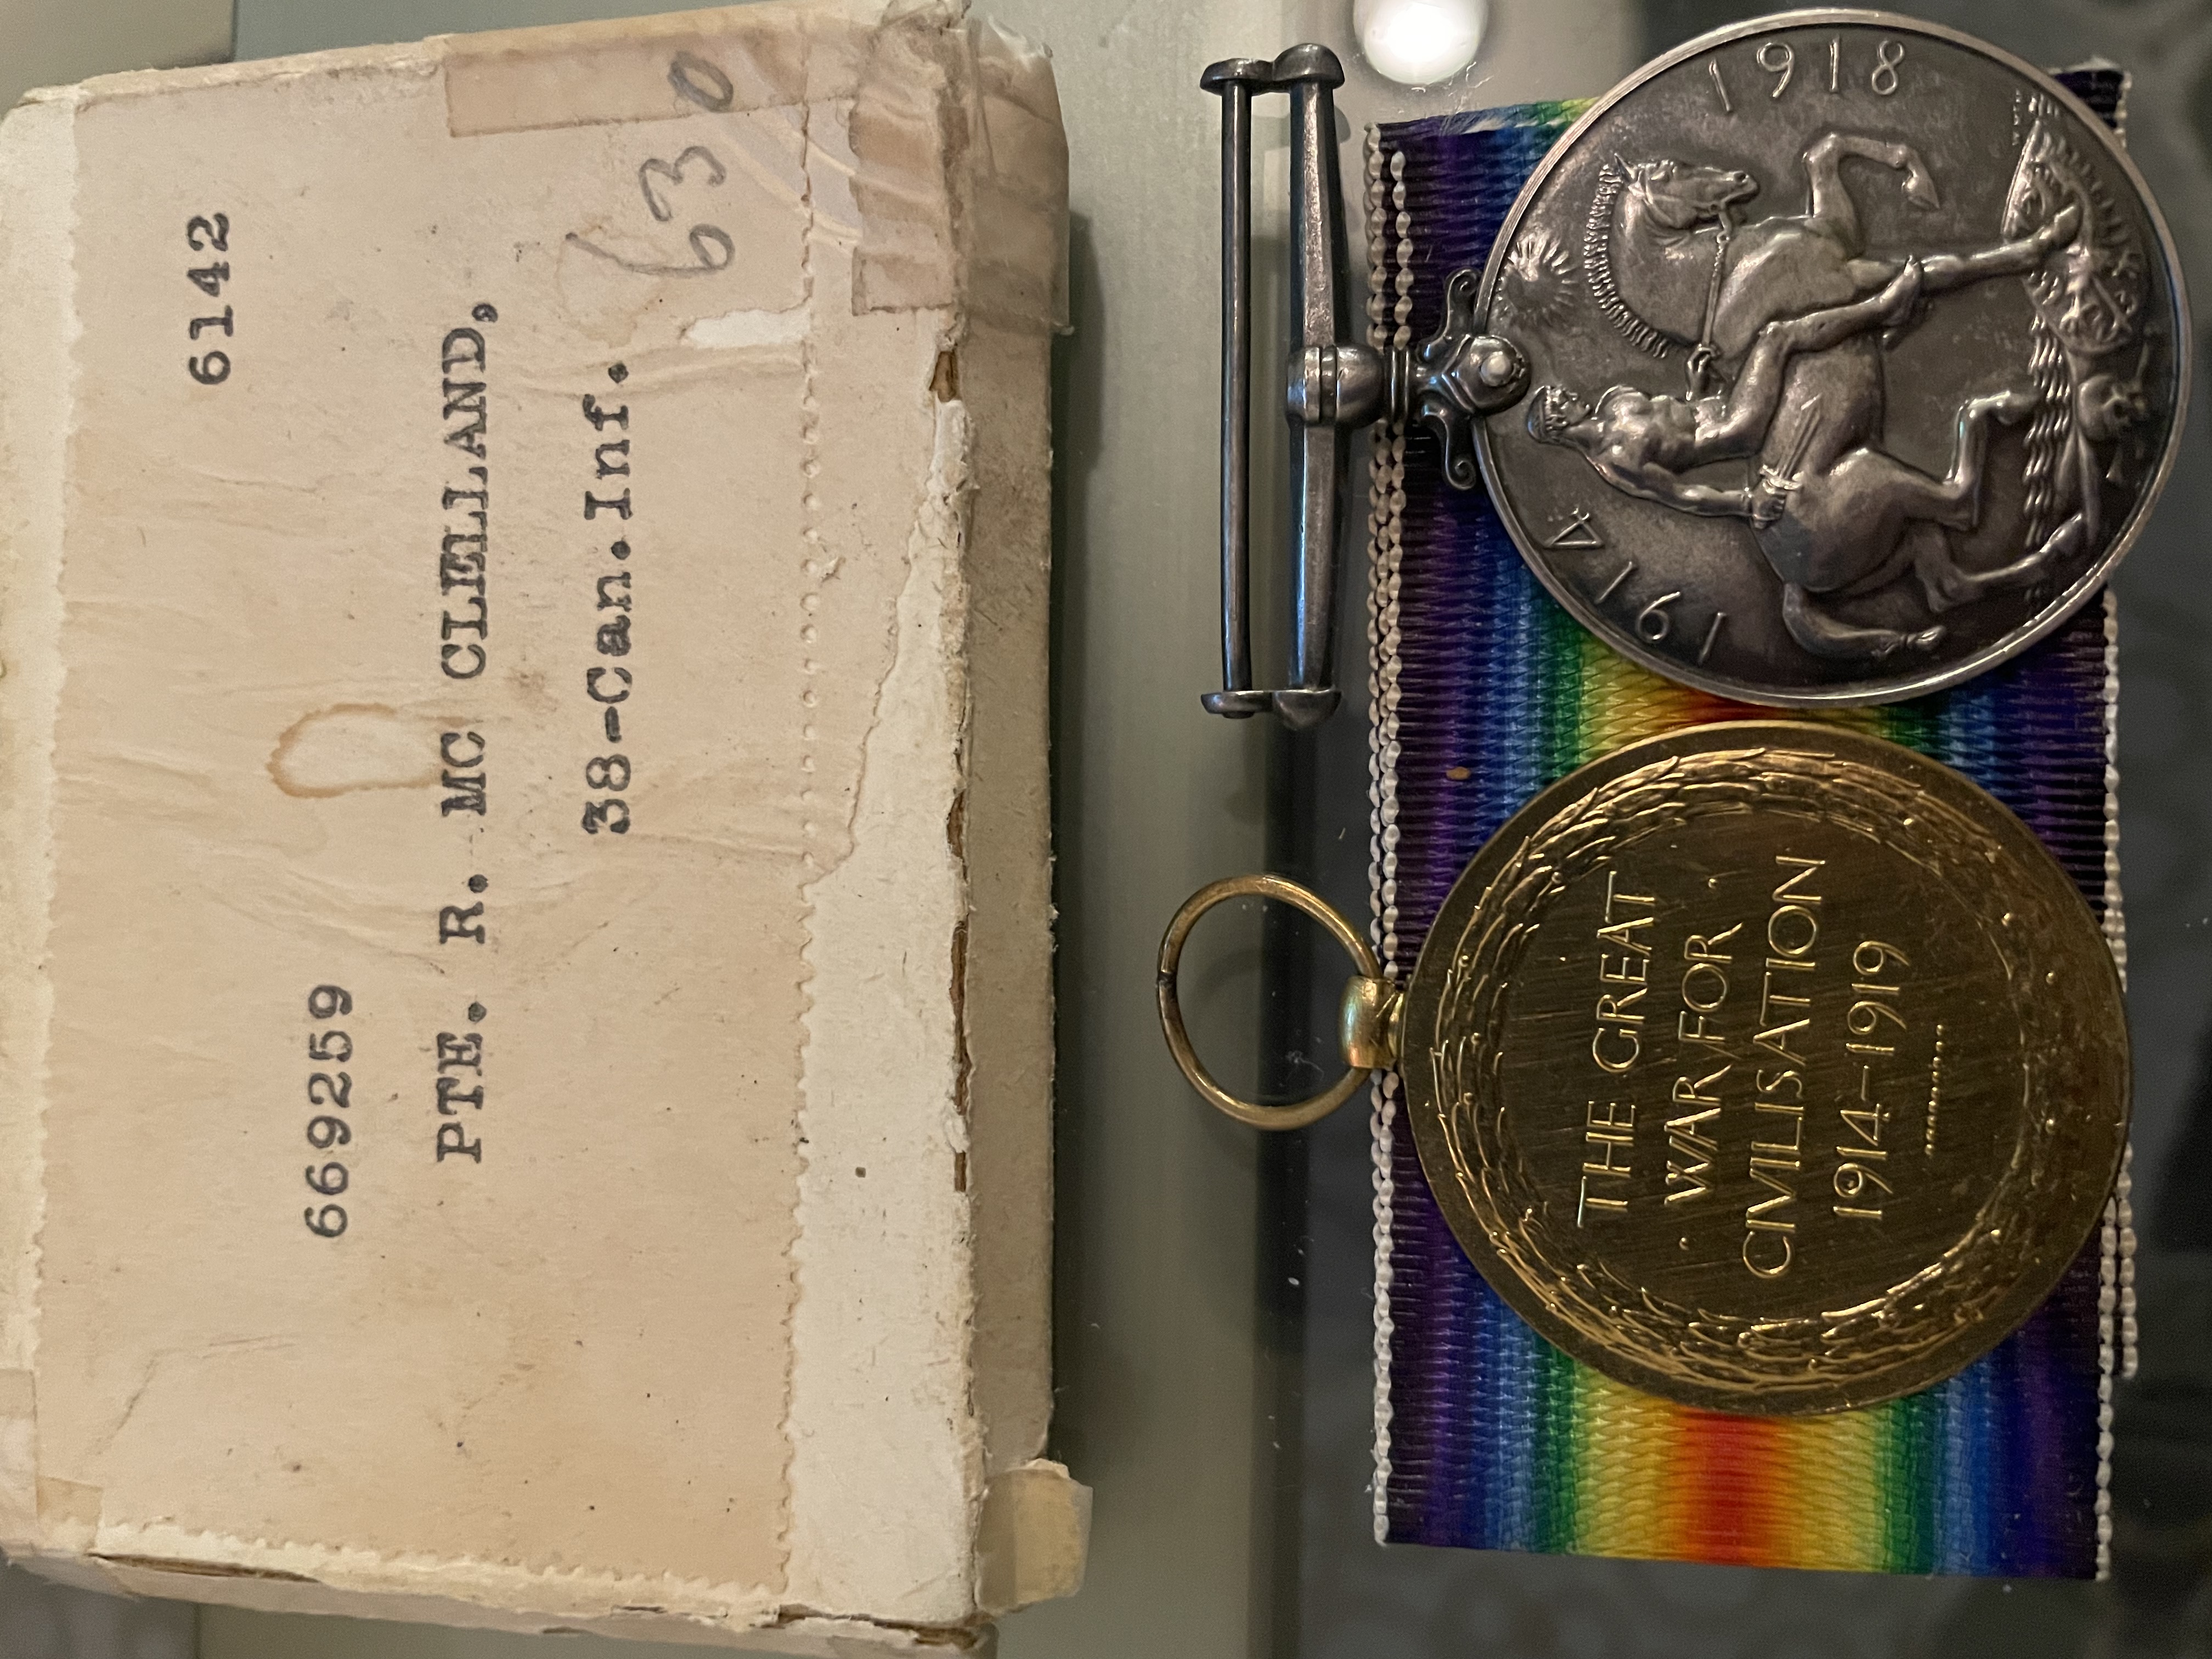 6142
669259
PTE. R. MC CLELLAND,
38-Can.Inf.
630
1914 1918
THE GREAT
· WAR FOR ·
CIVILISATION
1914-1919